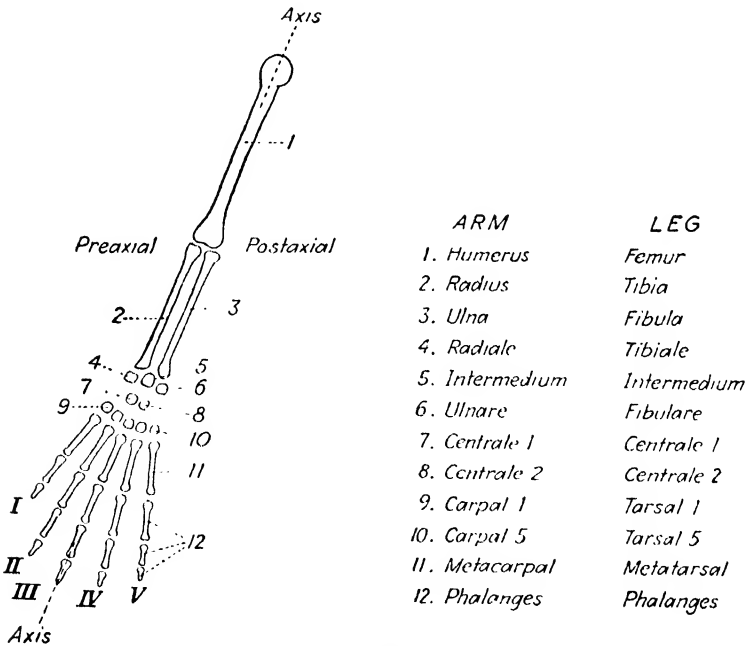 Axis
1
Preaxial Postaxial
2 3
4 5
7 6
9 8
10
11
I
12
II
III IV V
Axis
ARM LEG
1. Humerus Femur
2. Radius Tibia
3. Ulna Fibula
4. Radiale Tibiale
5. Intermedium Intermedium
6. Ulnare Fibulare
7. Centrale 1 Centrale 1
8. Centrale 2 Centrale 2
9. Carpal 1 Tarsal 1
10. Carpal 5 Tarsal 5
11. Metacarpal Metatarsal
12. Phalanges Phalanges